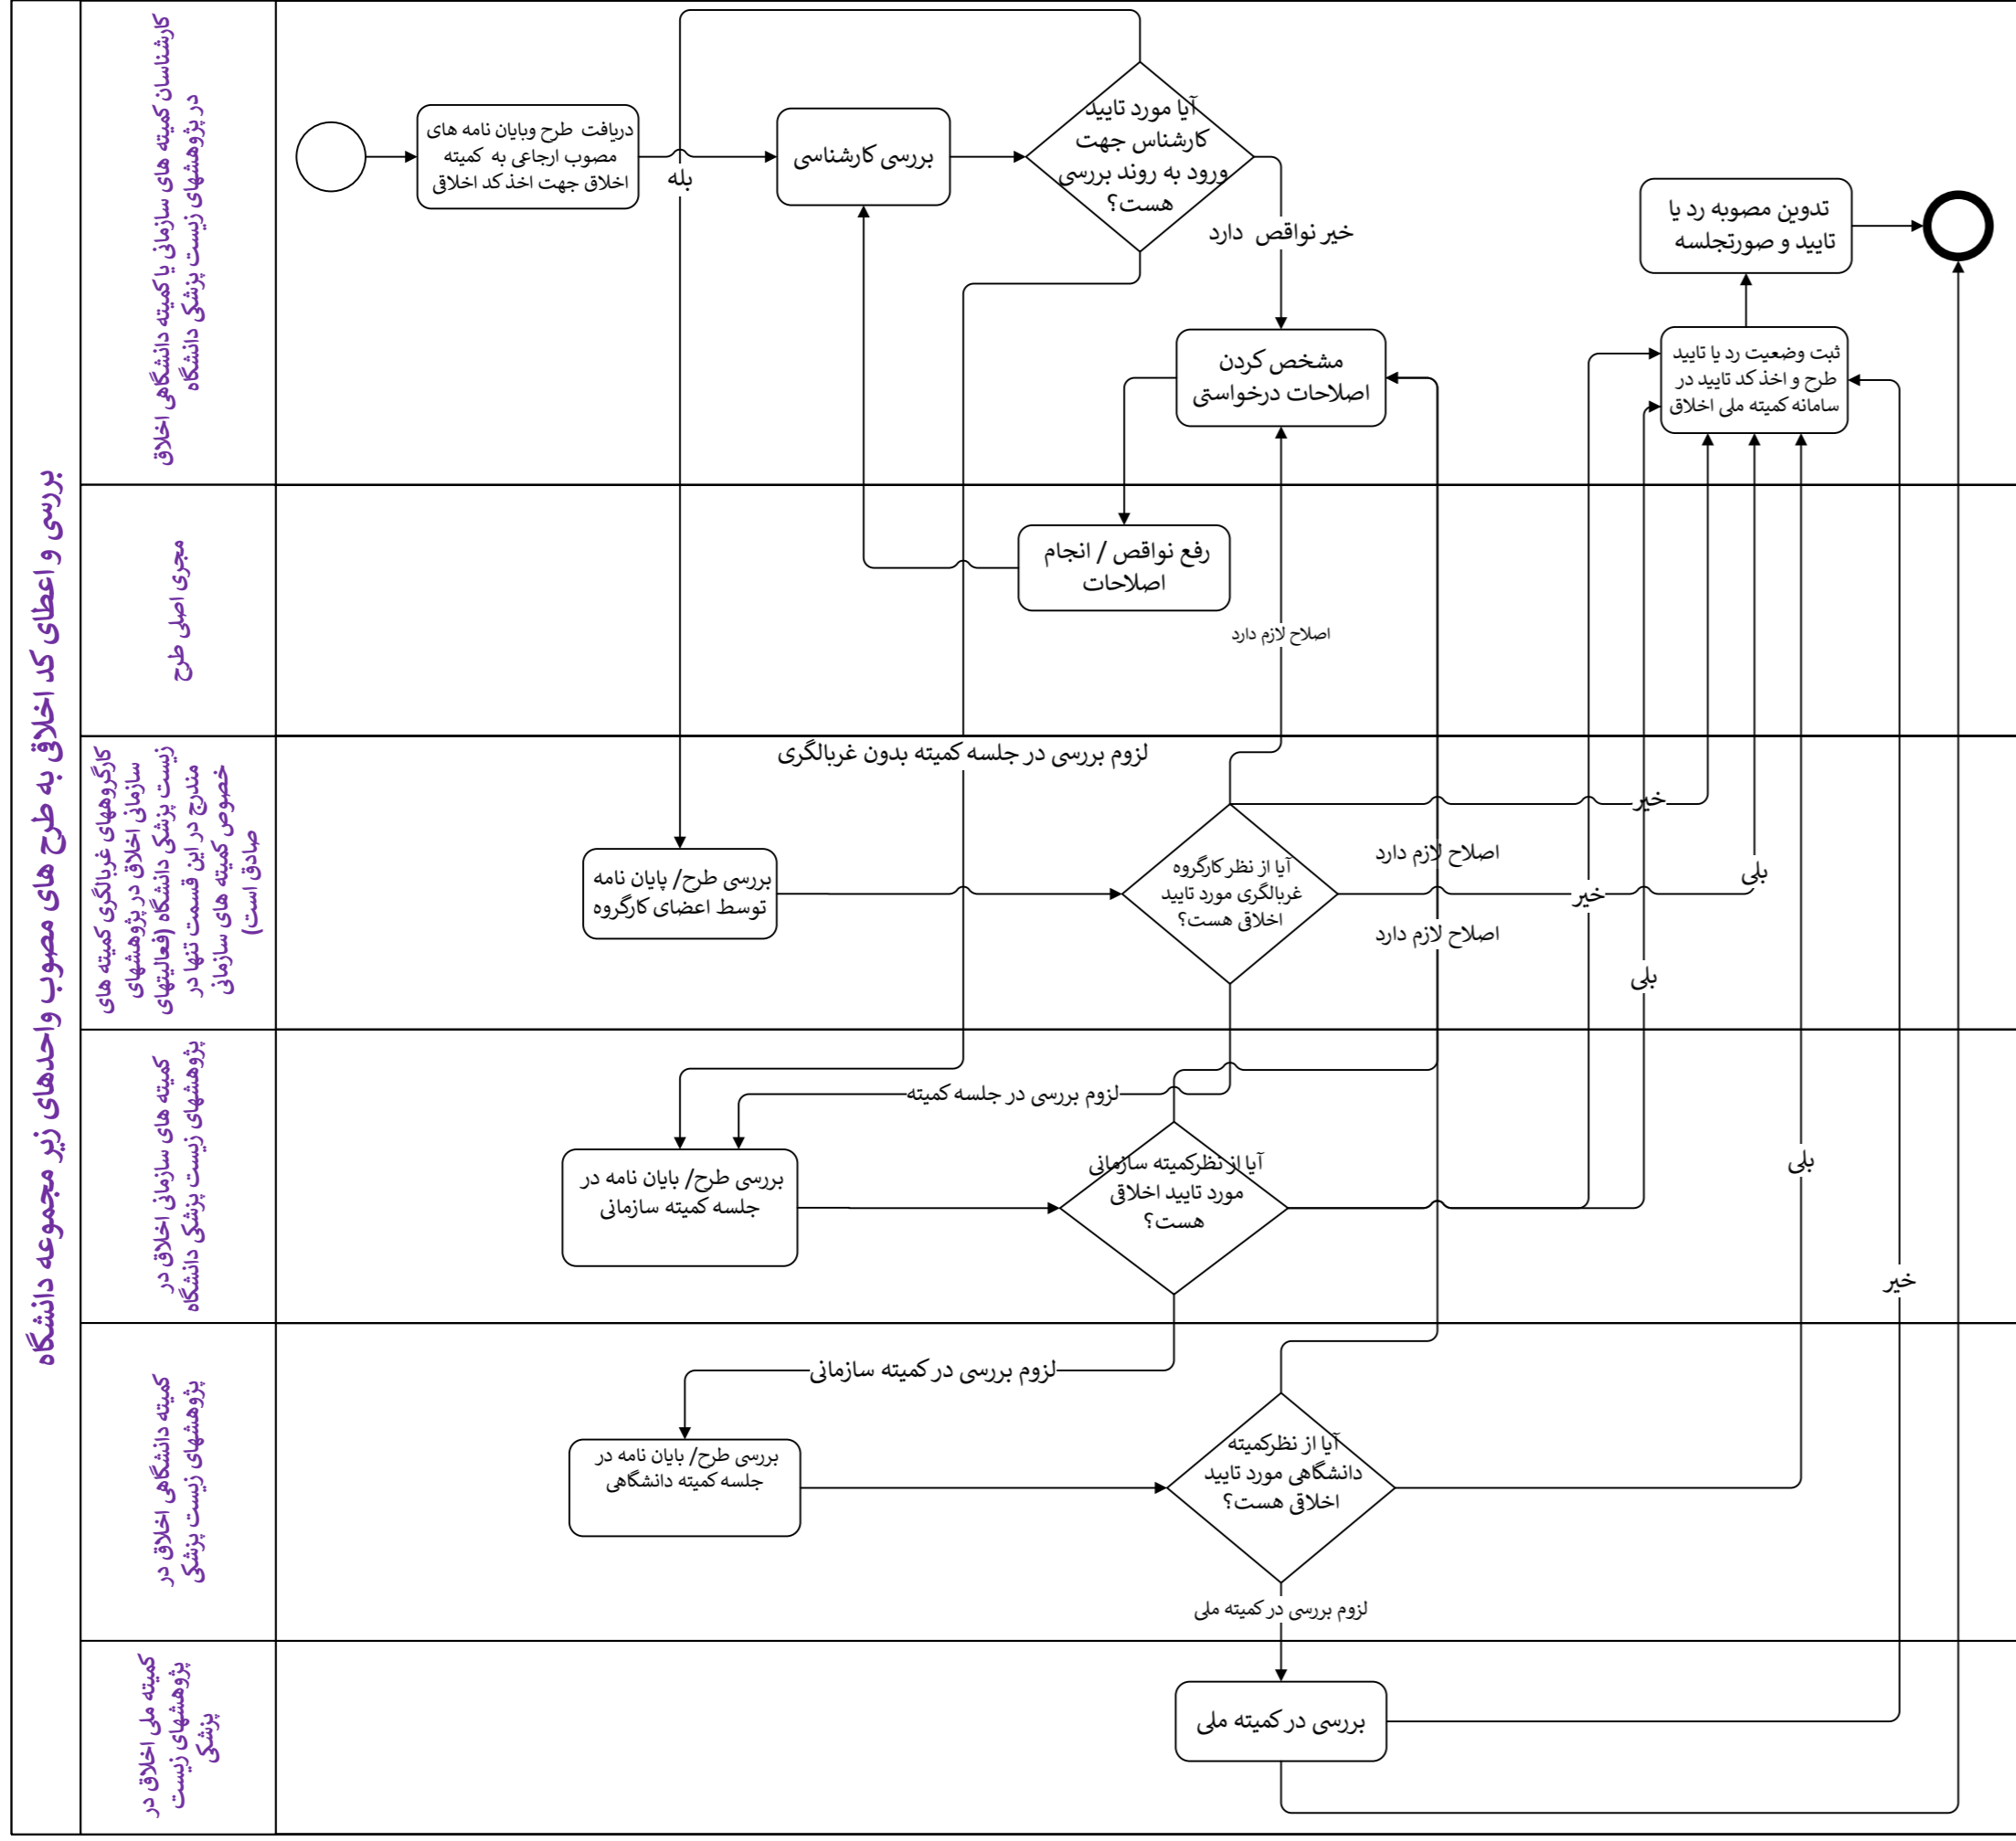 بررسی و اعطای کد اخلاقی به طرح های مصوب واحدهای زیر مجموعه دانشگاه
کارشناسان کمیته های سازمانی یا کمیته دانشگاهی اخلاق
در پژوهشهای زیست پزشکی دانشگاه
دریافت طرح وپایان نامه های
مصوب ارجاعی به کمیته
اخلاق جهت اخذ کد اخلاقی
بله
بررسی کارشناسی
آیا مورد تایید
کارشناس جهت
ورود به روند بررسی
هست؟
خیر نواقص دارد
مشخص کردن
اصلاحات درخواستی
تدوین مصوبه رد یا
تایید و صورتجلسه
ثبت وضعیت رد یا تایید
طرح و اخذ کد تایید در
سامانه کمیته ملی اخلاق
مجری اصلی طرح
رفع نواقص / انجام
اصلاحات
اصلاح لازم دارد
کارگروههای غربالگری کمیته های
سازمانی اخلاق در پژوهشهای
زیست پزشکی دانشگاه (فعالیتهای
مندرج در این قسمت تنها در
خصوص کمیته های سازمانی
صادق است)
لزوم بررسی در جلسه کمیته بدون غربالگری
بررسی طرح/ پایان نامه
توسط اعضای کارگروه
آیا از نظر کارگروه
غربالگری مورد تایید
اخلاقی هست؟
خیر
اصلاح لازم دارد
بلی
خیر
اصلاح لازم دارد
بلی
کمیته های سازمانی اخلاق در
پژوهشهای زیست پزشکی دانشگاه
لزوم بررسی در جلسه کمیته
بررسی طرح/ بایان نامه در
جلسه کمیته سازمانی
آیا از نظرکمیته سازمانی
مورد تایید اخلاقی
هست؟
بلی
خیر
کمیته دانشگاهی اخلاق در
پژوهشهای زیست پزشکی
لزوم بررسی در کمیته سازمانی
بررسی طرح/ بایان نامه در
جلسه کمیته دانشگاهی
آیا از نظرکمیته
دانشگاهی مورد تایید
اخلاقی هست؟
لزوم بررسی در کمیته ملی
کمیته ملی اخلاق در
پژوهشهای زیست
پزشکی
بررسی در کمیته ملی